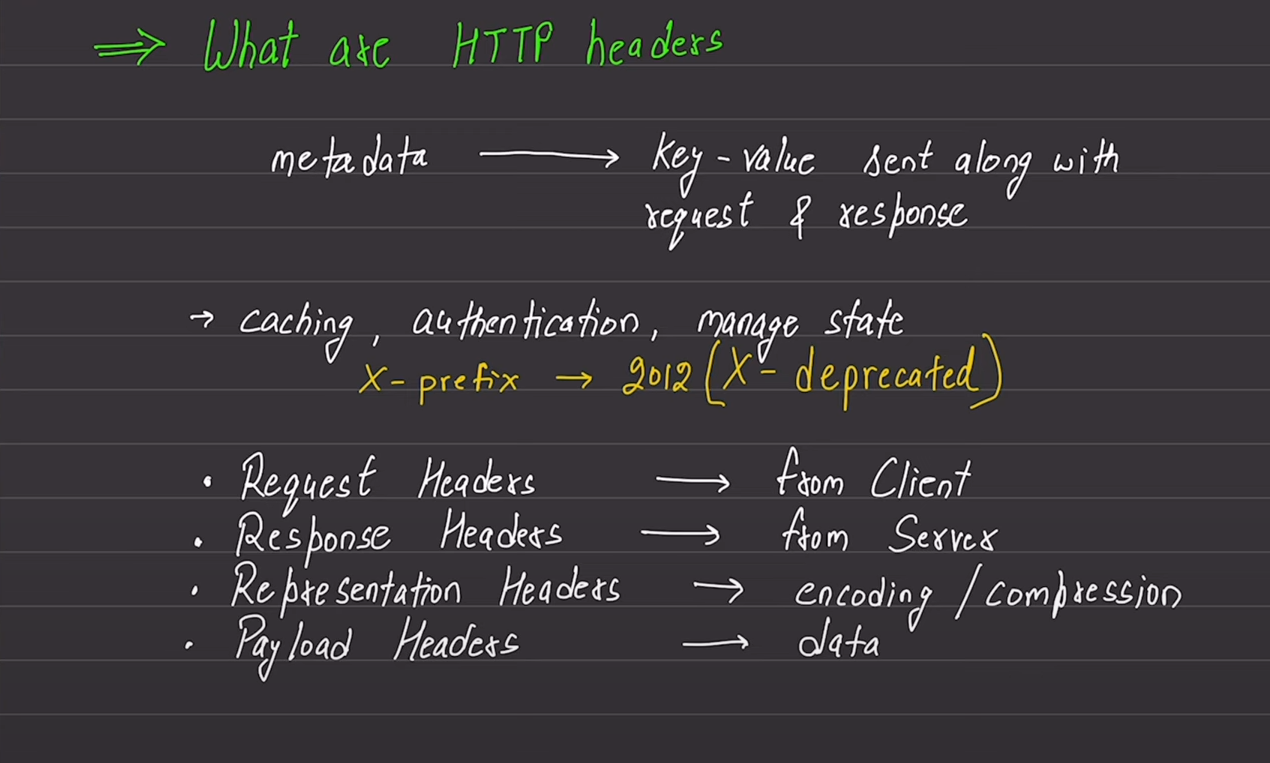 ⇒ What are HTTP headers
metadata → key-value sent along with
request & response
→ caching, authentication, manage state
X-prefix → 2012 (X- deprecated)
• Request Headers → from Client
• Response Headers → from Server
• Representation Headers → encoding / compression
• Payload Headers → data